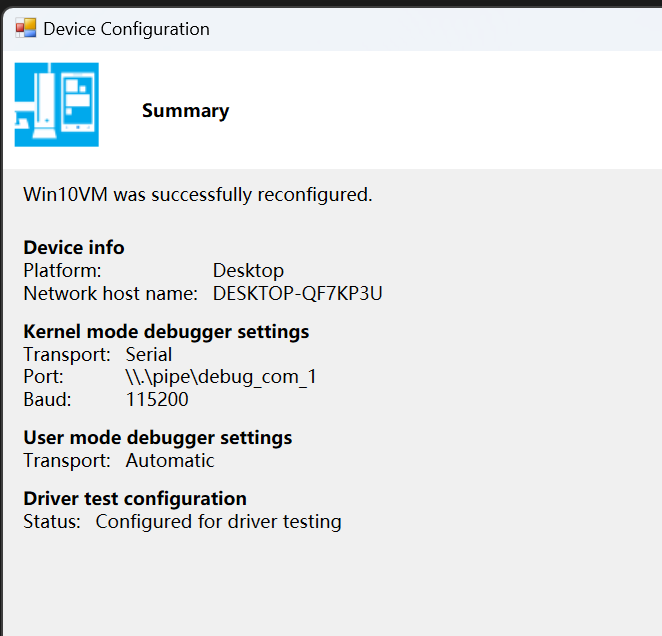 Device Configuration
Summary
Win10VM was successfully reconfigured.
Device info
Platform: Desktop
Network host name: DESKTOP-QF7KP3U
Kernel mode debugger settings
Transport: Serial
Port: \\.\pipe\debug_com_1
Baud: 115200
User mode debugger settings
Transport: Automatic
Driver test configuration
Status: Configured for driver testing